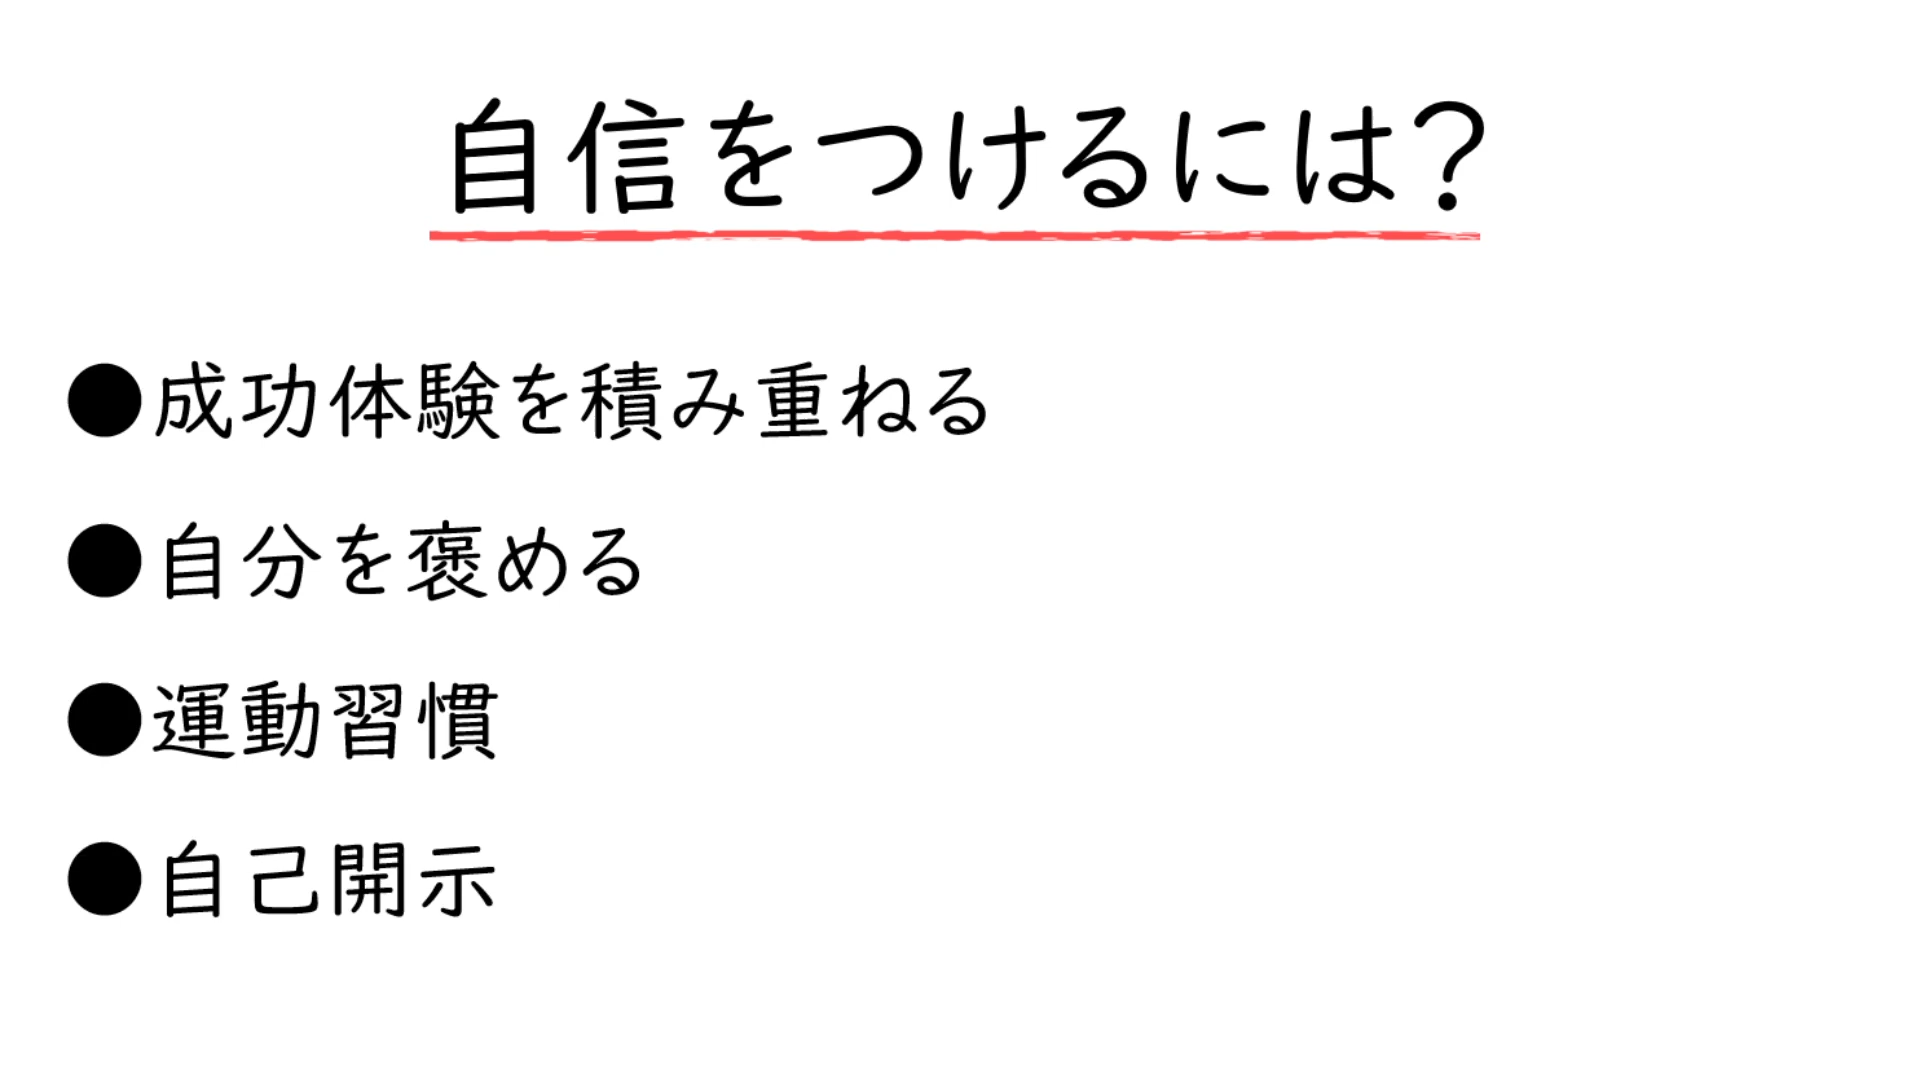 自信をつけるには？
●成功体験を積み重ねる
●自分を褒める
●運動習慣
●自己開示